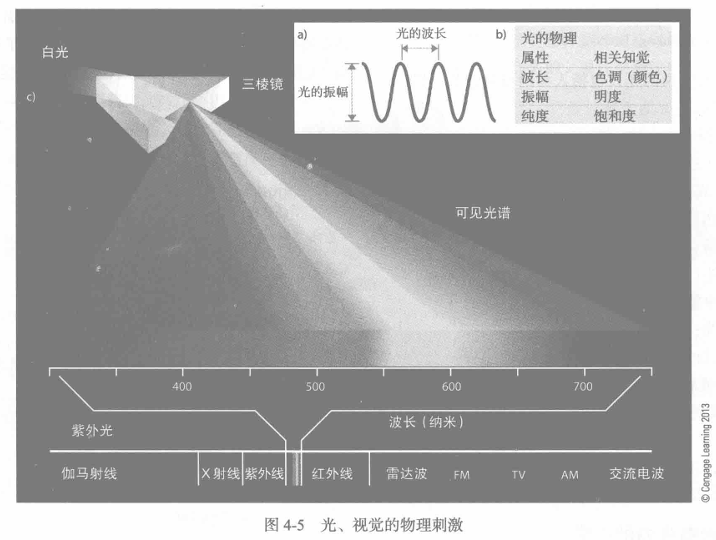 白光
c)
三棱镜
a)
光的波长
光的振幅
b)
光的物理
属性 相关知觉
波长 色调（颜色）
振幅 明度
纯度 饱和度
可见光谱
400 500 600 700
紫外光
波长（纳米）
伽马射线 X射线 紫外线 红外线 雷达波 FM TV AM 交流电波
© Cengage Learning 2013
图 4-5 光、视觉的物理刺激